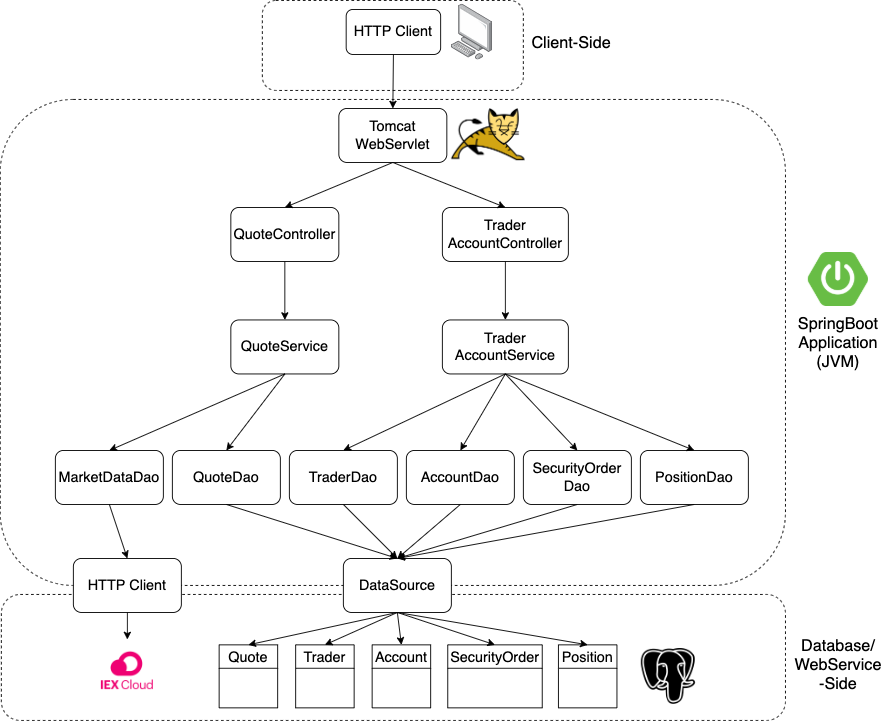 HTTP Client
Client-Side
Tomcat
WebServlet
QuoteController
Trader
AccountController
SpringBoot
Application
(JVM)
QuoteService
Trader
AccountService
MarketDataDao
QuoteDao
TraderDao
AccountDao
SecurityOrder
Dao
PositionDao
HTTP Client
DataSource
Quote
Trader
Account
SecurityOrder
Position
IEX Cloud
Database/
WebService
-Side